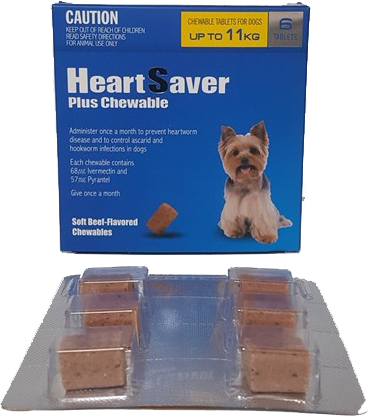 CAUTION
KEEP OUT OF REACH OF CHILDREN
READ SAFETY DIRECTIONS
FOR ANIMAL USE ONLY
CHEWABLE TABLETS FOR DOGS
UP TO 11KG
6
TABLETS
HeartSaver
Plus Chewable
Administer once a month to prevent heartworm
disease and to control ascarid and
hookworm infections in dogs
Each chewable contains
68µg Ivermectin and
57mg Pyrantel
Give once a month
Soft Beef-Flavored
Chewables